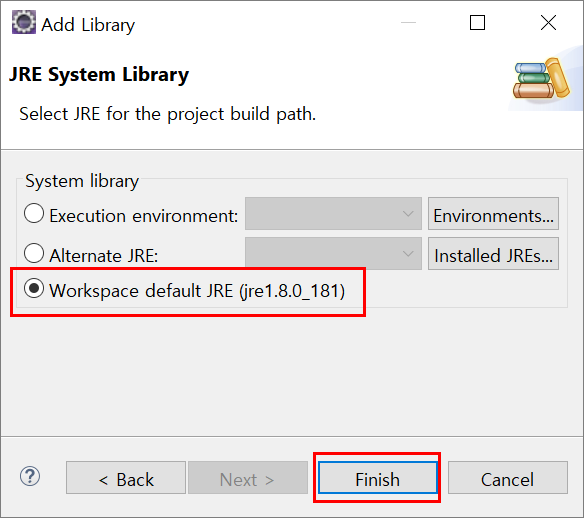 Add Library
JRE System Library
Select JRE for the project build path.
System library
Execution environment:
Environments...
Alternate JRE:
Installed JREs...
Workspace default JRE (jre1.8.0_181)
?
< Back
Next >
Finish
Cancel